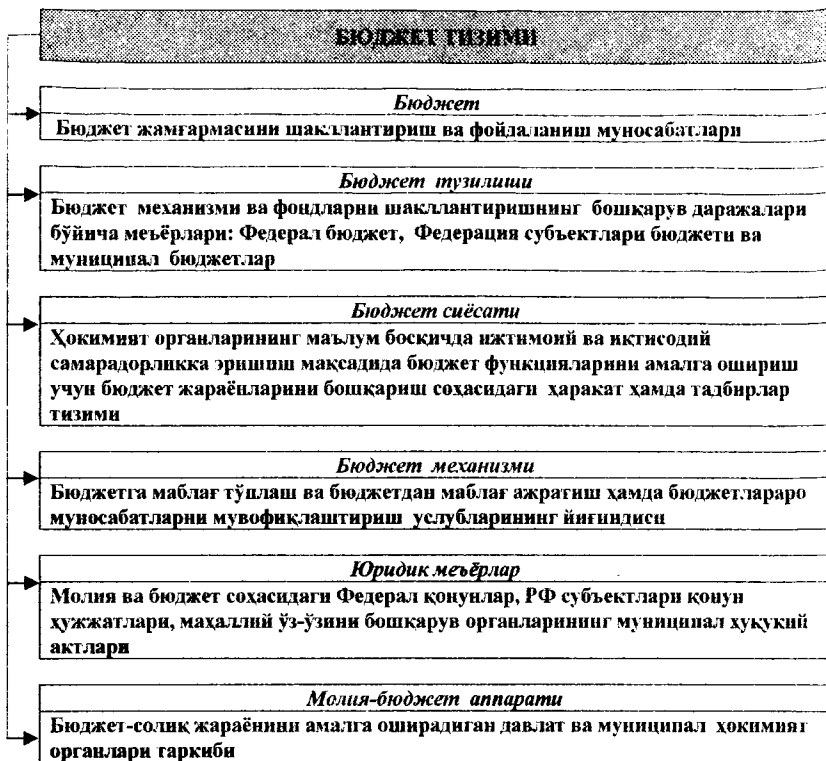 БЮДЖЕТ ТИЗИМИ
Бюджет
Бюджет жамғармасини шакллантириш ва фойдаланиш муносабатлари
Бюджет тузилиши
Бюджет механизми ва фондларни шакллантиришнинг бошқарув даражалари
бўйича меъёрлари: Федерал бюджет, Федерация субъектлари бюджети ва
муниципал бюджетлар
Бюджет сиёсати
Ҳокимият органларининг маълум босқичда ижтимоий ва иқтисодий
самарадорликка эришиш мақсадида бюджет функцияларини амалга ошириш
учун бюджет жараёнларини бошқариш соҳасидаги ҳаракат ҳамда тадбирлар
тизими
Бюджет механизми
Бюджетга маблағ тўплаш ва бюджетдан маблағ ажратиш ҳамда бюджетлараро
муносабатларни мувофиқлаштириш услубларининг йиғиндиси
Юридик меъёрлар
Молия ва бюджет соҳасидаги Федерал қонунлар, РФ субъектлари қонун
ҳужжатлари, маҳаллий ўз-ўзини бошқарув органларининг муниципал ҳуқуқий
актлари
Молия-бюджет аппарати
Бюджет-солиқ жараёнини амалга оширадиган давлат ва муниципал ҳокимият
органлари таркиби